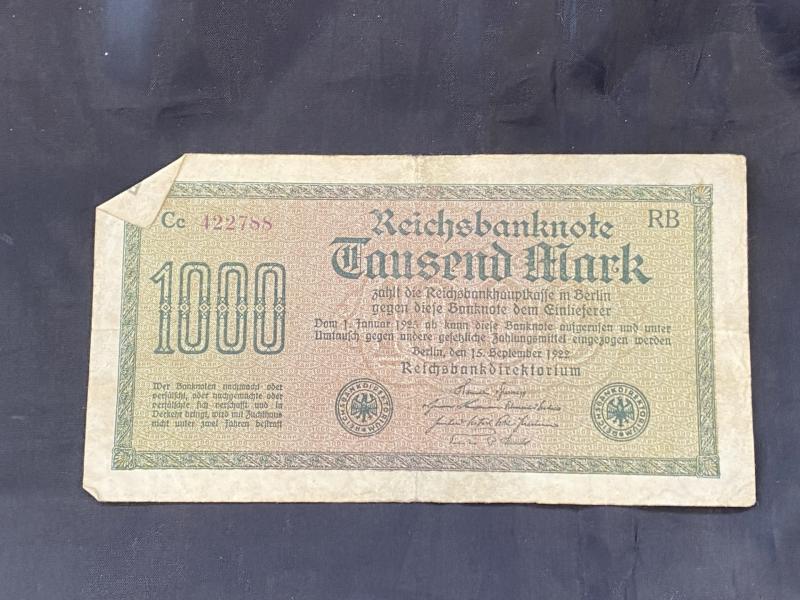 Cc 422788
RB
Reichsbanknote
Tausend Mark
1000
zahlt die Reichsbankhauptkasse in Berlin
gegen diese Banknote dem Einlieferer
Vom 1. Januar 1923 ab kann diese Banknote aufgerufen und unter
Umtausch gegen andere gesetzliche Zahlungsmittel eingezogen werden
Berlin, den 15. September 1922
Reichsbankdirektorium
Wer Banknoten nachmacht oder
verfälscht, oder nachgemachte oder
verfälschte sich verschafft und in
Verkehr bringt, wird mit Zuchthaus
nicht unter zwei Jahren bestraft
REICHSBANKDIREKTORIUM
REICHSBANKDIREKTORIUM